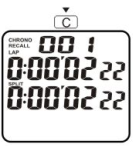 C
CHRONO
RECALL
LAP
001
0:00'02 22
SPLIT
0:00'02 22